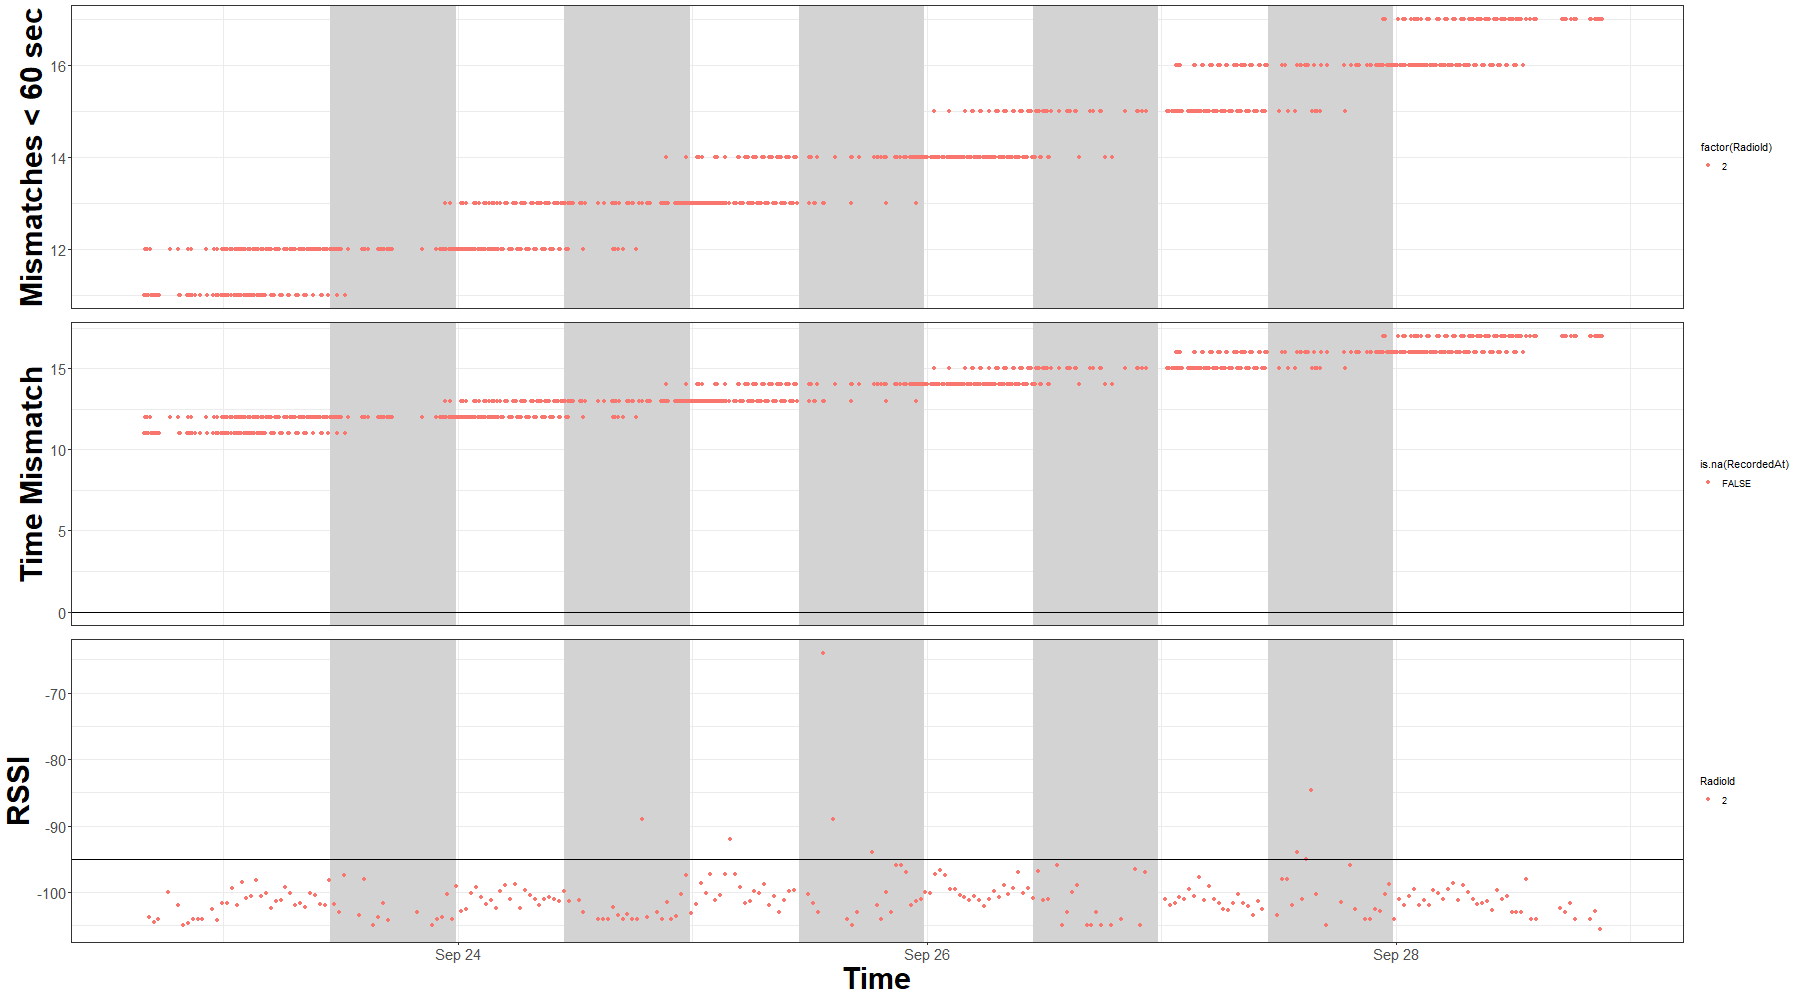 Mismatches < 60 sec
16
14
12
factor(RadioId)
2
Time Mismatch
15
10
5
0
is.na(RecordedAt)
FALSE
RSSI
-70
-80
-90
-100
RadioId
2
Sep 24
Sep 26
Sep 28
Time